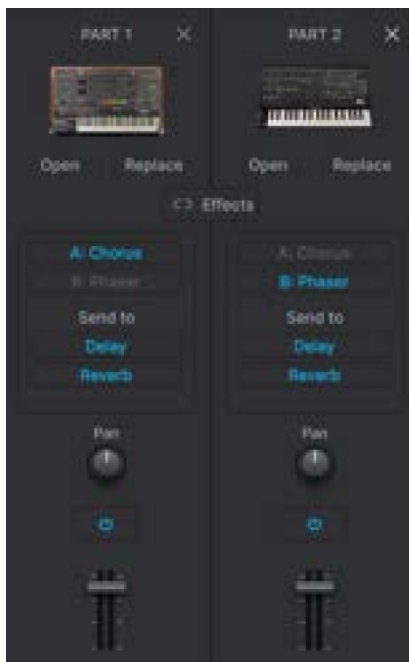 PART 1
PART 2
Open Replace
Open Replace
Effects
A: Chorus
B: Phaser
Send to
Delay
Reverb
A: Chorus
B: Phaser
Send to
Delay
Reverb
Pan
Pan